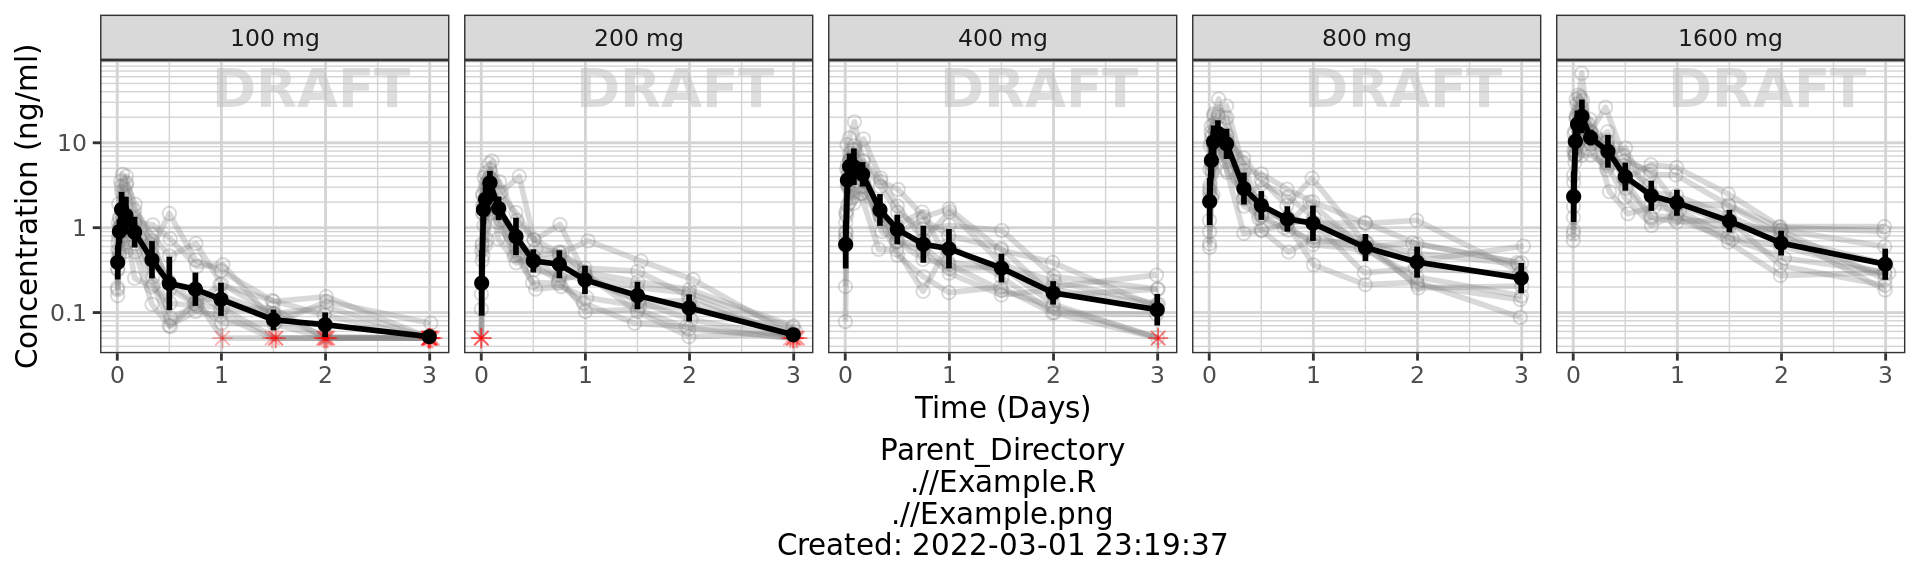 100 mg 200 mg 400 mg 800 mg 1600 mg
DRAFT DRAFT DRAFT DRAFT DRAFT
Concentration (ng/ml)
10
1
0.1
0 1 2 3 0 1 2 3 0 1 2 3 0 1 2 3 0 1 2 3
Time (Days)
Parent_Directory
.//Example.R
.//Example.png
Created: 2022-03-01 23:19:37